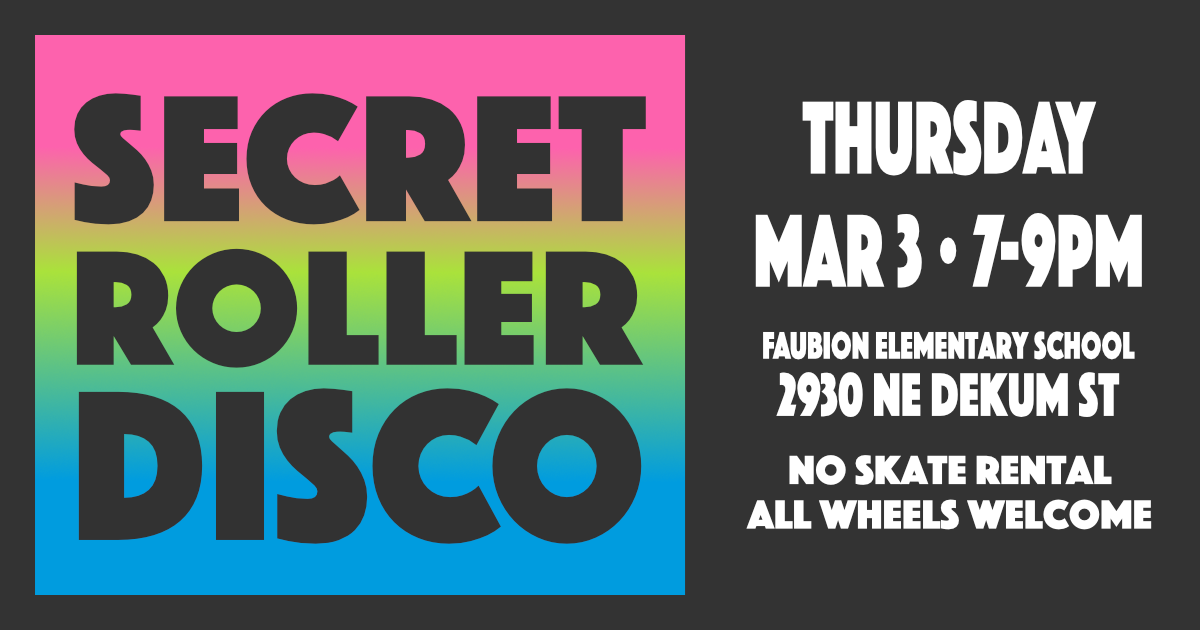 SECRET
ROLLER
DISCO
THURSDAY
MAR 3 • 7-9PM
FAUBION ELEMENTARY SCHOOL
2930 NE DEKUM ST
NO SKATE RENTAL
ALL WHEELS WELCOME